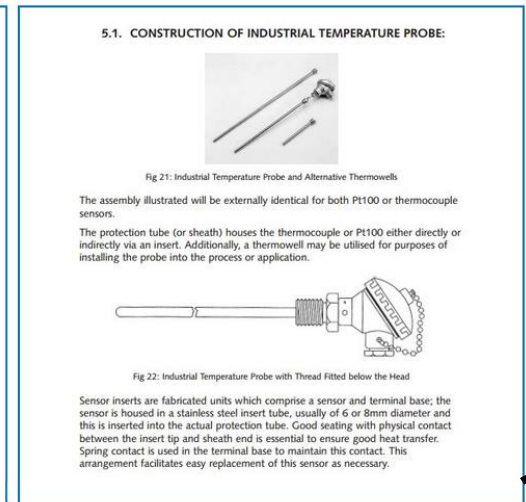 5.1. CONSTRUCTION OF INDUSTRIAL TEMPERATURE PROBE:
Fig 21: Industrial Temperature Probe and Alternative Thermowells
The assembly illustrated will be externally identical for both Pt100 or thermocouple
sensors.
The protection tube (or sheath) houses the thermocouple or Pt100 either directly or
indirectly via an insert. Additionally, a thermowell may be utilised for purposes of
installing the probe into the process or application.
Fig 22: Industrial Temperature Probe with Thread Fitted below the Head
Sensor inserts are fabricated units which comprise a sensor and terminal base; the
sensor is housed in a stainless steel insert tube, usually of 6 or 8mm diameter and
this is inserted into the actual protection tube. Good seating with physical contact
between the insert tip and sheath end is essential to ensure good heat transfer.
Spring contact is used in the terminal base to maintain this contact. This
arrangement facilitates easy replacement of this sensor as necessary.